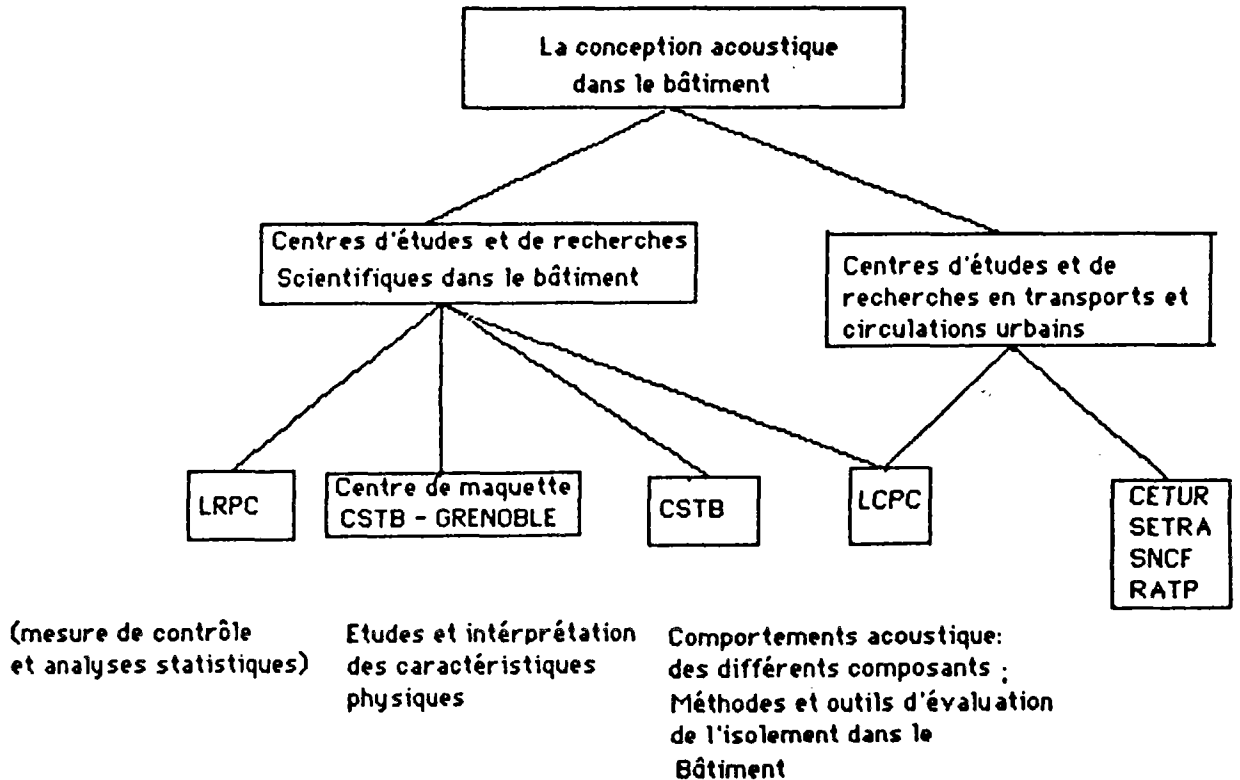 La conception acoustique
dans le bâtiment
Centres d'études et de recherches
Scientifiques dans le bâtiment
Centres d'études et de
recherches en transports et
circulations urbains
LRPC
Centre de maquette
CSTB - GRENOBLE
CSTB
LCPC
CETUR
SETRA
SNCF
RATP
(mesure de contrôle
et analyses statistiques)
Etudes et intérprétation
des caractéristiques
physiques
Comportements acoustique:
des différents composants ;
Méthodes et outils d'évaluation
de l'isolement dans le
Bâtiment